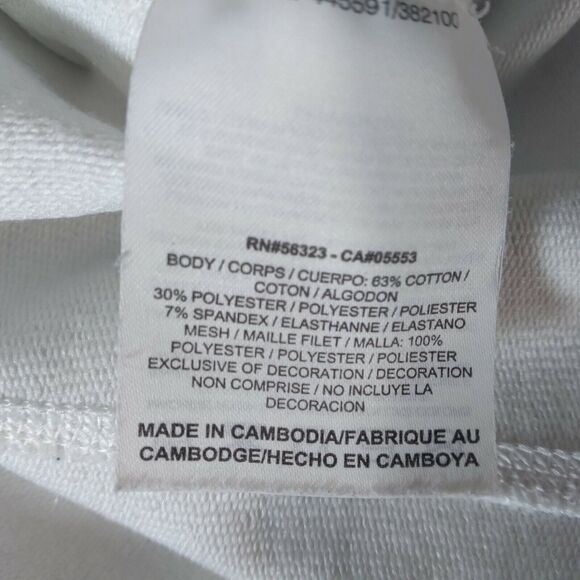 RN#56323 - CA#05553
BODY / CORPS / CUERPO: 63% COTTON /
COTON / ALGODON
30% POLYESTER / POLYESTER / POLIESTER
7% SPANDEX / ELASTHANNE / ELASTANO
MESH / MAILLE FILET / MALLA: 100%
POLYESTER / POLYESTER / POLIESTER
EXCLUSIVE OF DECORATION / DECORATION
NON COMPRISE / NO INCLUYE LA
DECORACION
MADE IN CAMBODIA/FABRIQUE AU
CAMBODGE/HECHO EN CAMBOYA